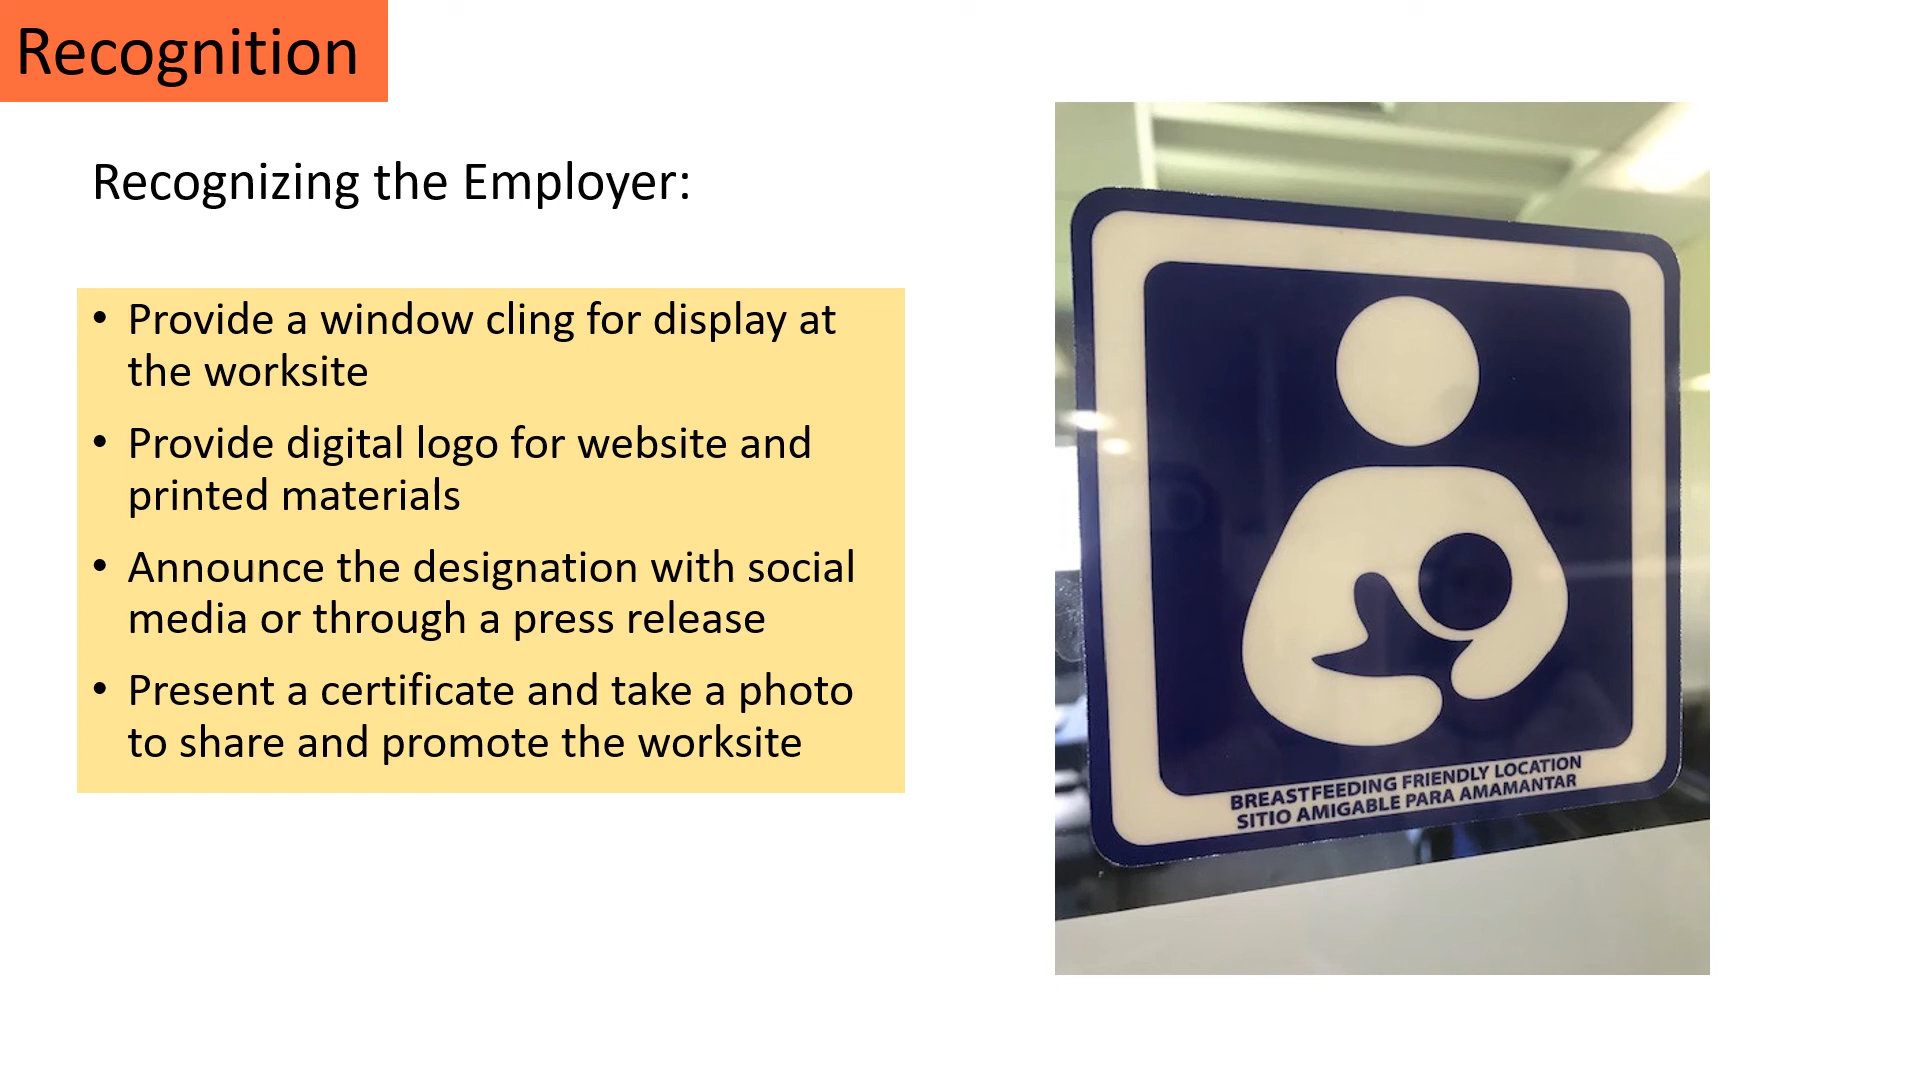 Recognition
Recognizing the Employer:
• Provide a window cling for display at
the worksite
• Provide digital logo for website and
printed materials
• Announce the designation with social
media or through a press release
• Present a certificate and take a photo
to share and promote the worksite
BREASTFEEDING FRIENDLY LOCATION
SITIO AMIGABLE PARA AMAMANTAR